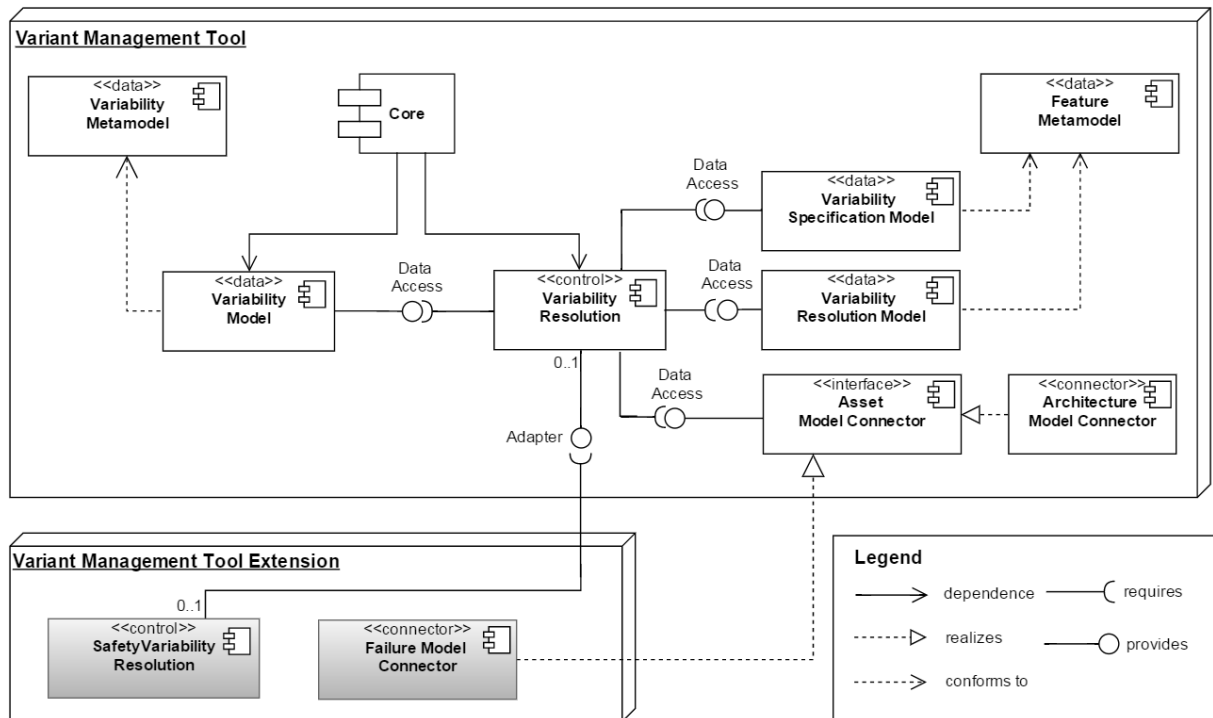 Variant Management Tool
<<data>>
Variability
Metamodel
Core
<<data>>
Feature
Metamodel
Data
Access
<<data>>
Variability
Specification Model
<<data>>
Variability
Model
Data
Access
<<control>>
Variability
Resolution
Data
Access
<<data>>
Variability
Resolution Model
0..1
Data
Access
<<interface>>
Asset
Model Connector
<<connector>>
Architecture
Model Connector
Adapter
Variant Management Tool Extension
0..1
<<control>>
SafetyVariability
Resolution
<<connector>>
Failure Model
Connector
Legend
dependence
requires
realizes
provides
conforms to